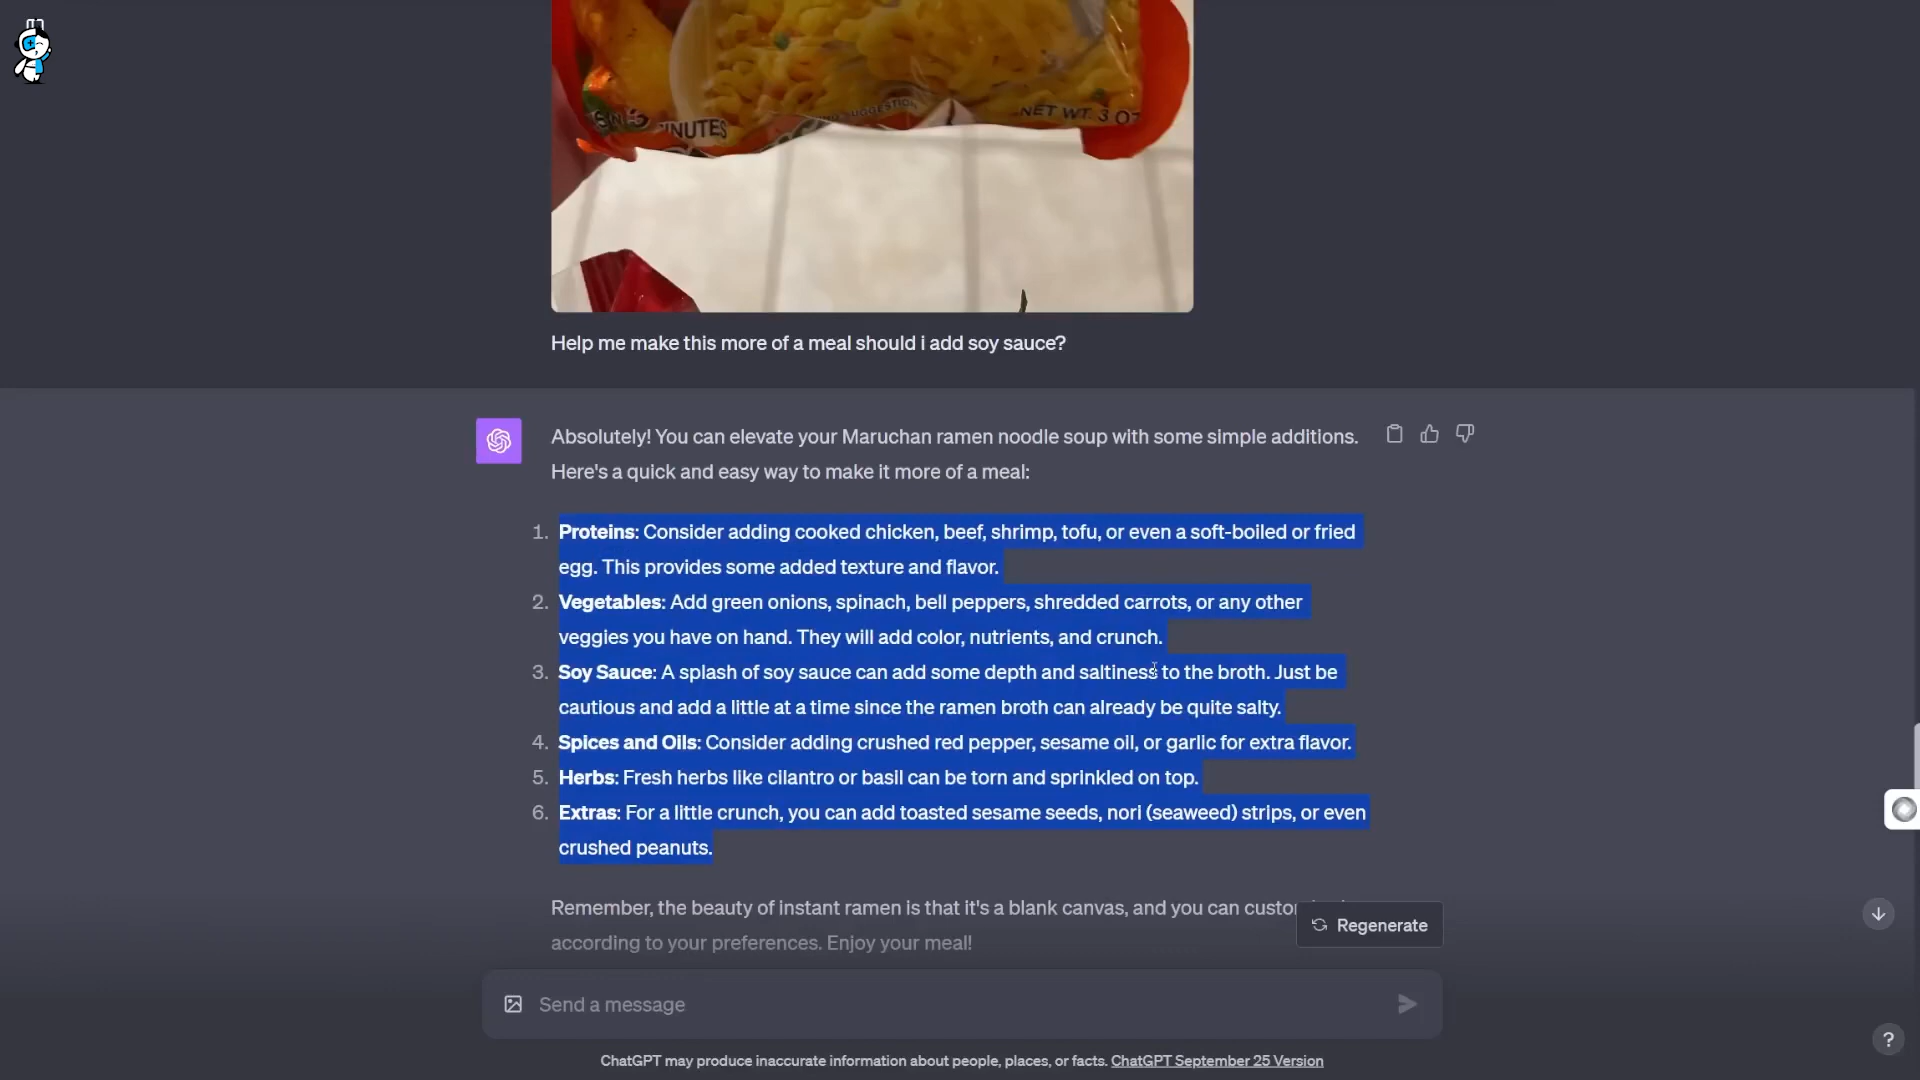 MINUTES
SUGGESTION
NET WT. 3 OZ
Help me make this more of a meal should i add soy sauce?
Absolutely! You can elevate your Maruchan ramen noodle soup with some simple additions.
Here's a quick and easy way to make it more of a meal:
1. Proteins: Consider adding cooked chicken, beef, shrimp, tofu, or even a soft-boiled or fried
egg. This provides some added texture and flavor.
2. Vegetables: Add green onions, spinach, bell peppers, shredded carrots, or any other
veggies you have on hand. They will add color, nutrients, and crunch.
3. Soy Sauce: A splash of soy sauce can add some depth and saltiness to the broth. Just be
cautious and add a little at a time since the ramen broth can already be quite salty.
4. Spices and Oils: Consider adding crushed red pepper, sesame oil, or garlic for extra flavor.
5. Herbs: Fresh herbs like cilantro or basil can be torn and sprinkled on top.
6. Extras: For a little crunch, you can add toasted sesame seeds, nori (seaweed) strips, or even
crushed peanuts.
Remember, the beauty of instant ramen is that it's a blank canvas, and you can
according to your preferences. Enjoy your meal!
Regenerate
Send a message
ChatGPT may produce inaccurate information about people, places, or facts. ChatGPT September 25 Version
?